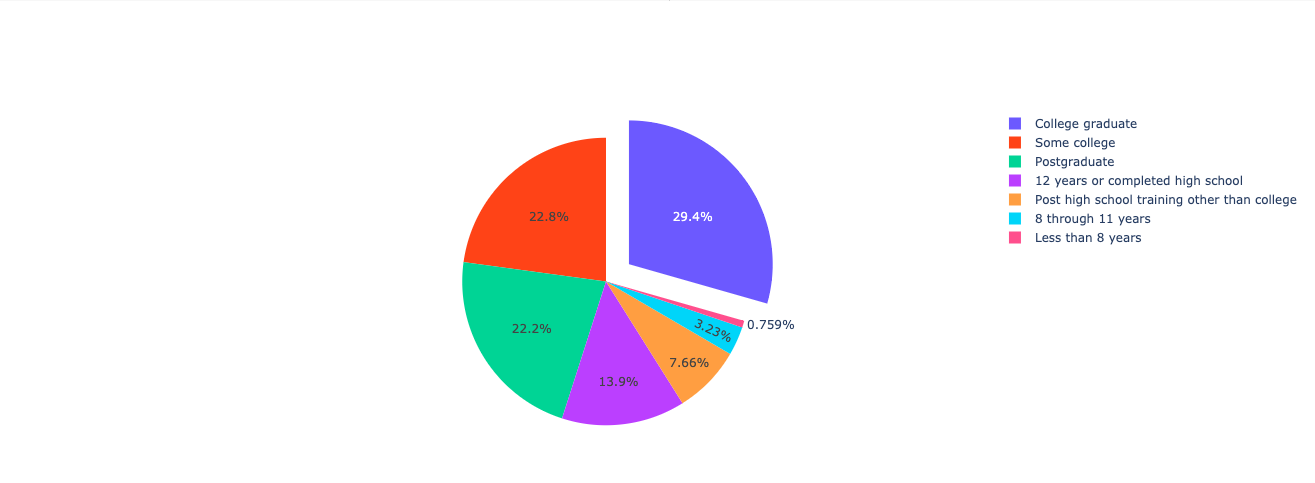 29.4%
22.8%
22.2%
13.9%
7.66%
3.23%
0.759%
College graduate
Some college
Postgraduate
12 years or completed high school
Post high school training other than college
8 through 11 years
Less than 8 years